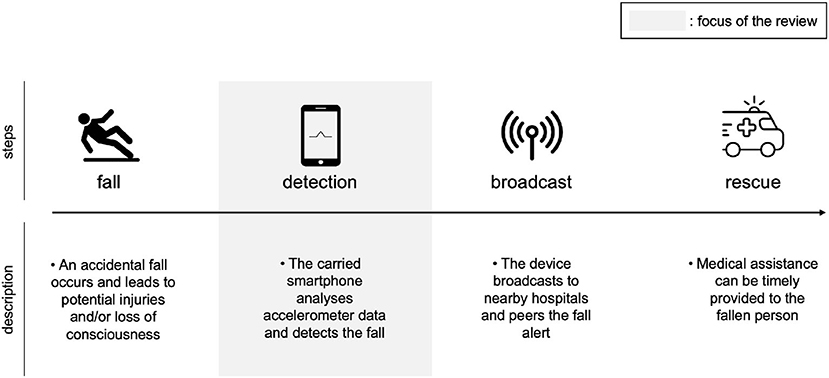 : focus of the review
steps
fall
detection
broadcast
rescue
description
• An accidental fall
occurs and leads to
potential injuries
and/or loss of
consciousness
• The carried
smartphone
analyses
accelerometer data
and detects the fall
• The device
broadcasts to
nearby hospitals
and peers the fall
alert
• Medical assistance
can be timely
provided to the
fallen person